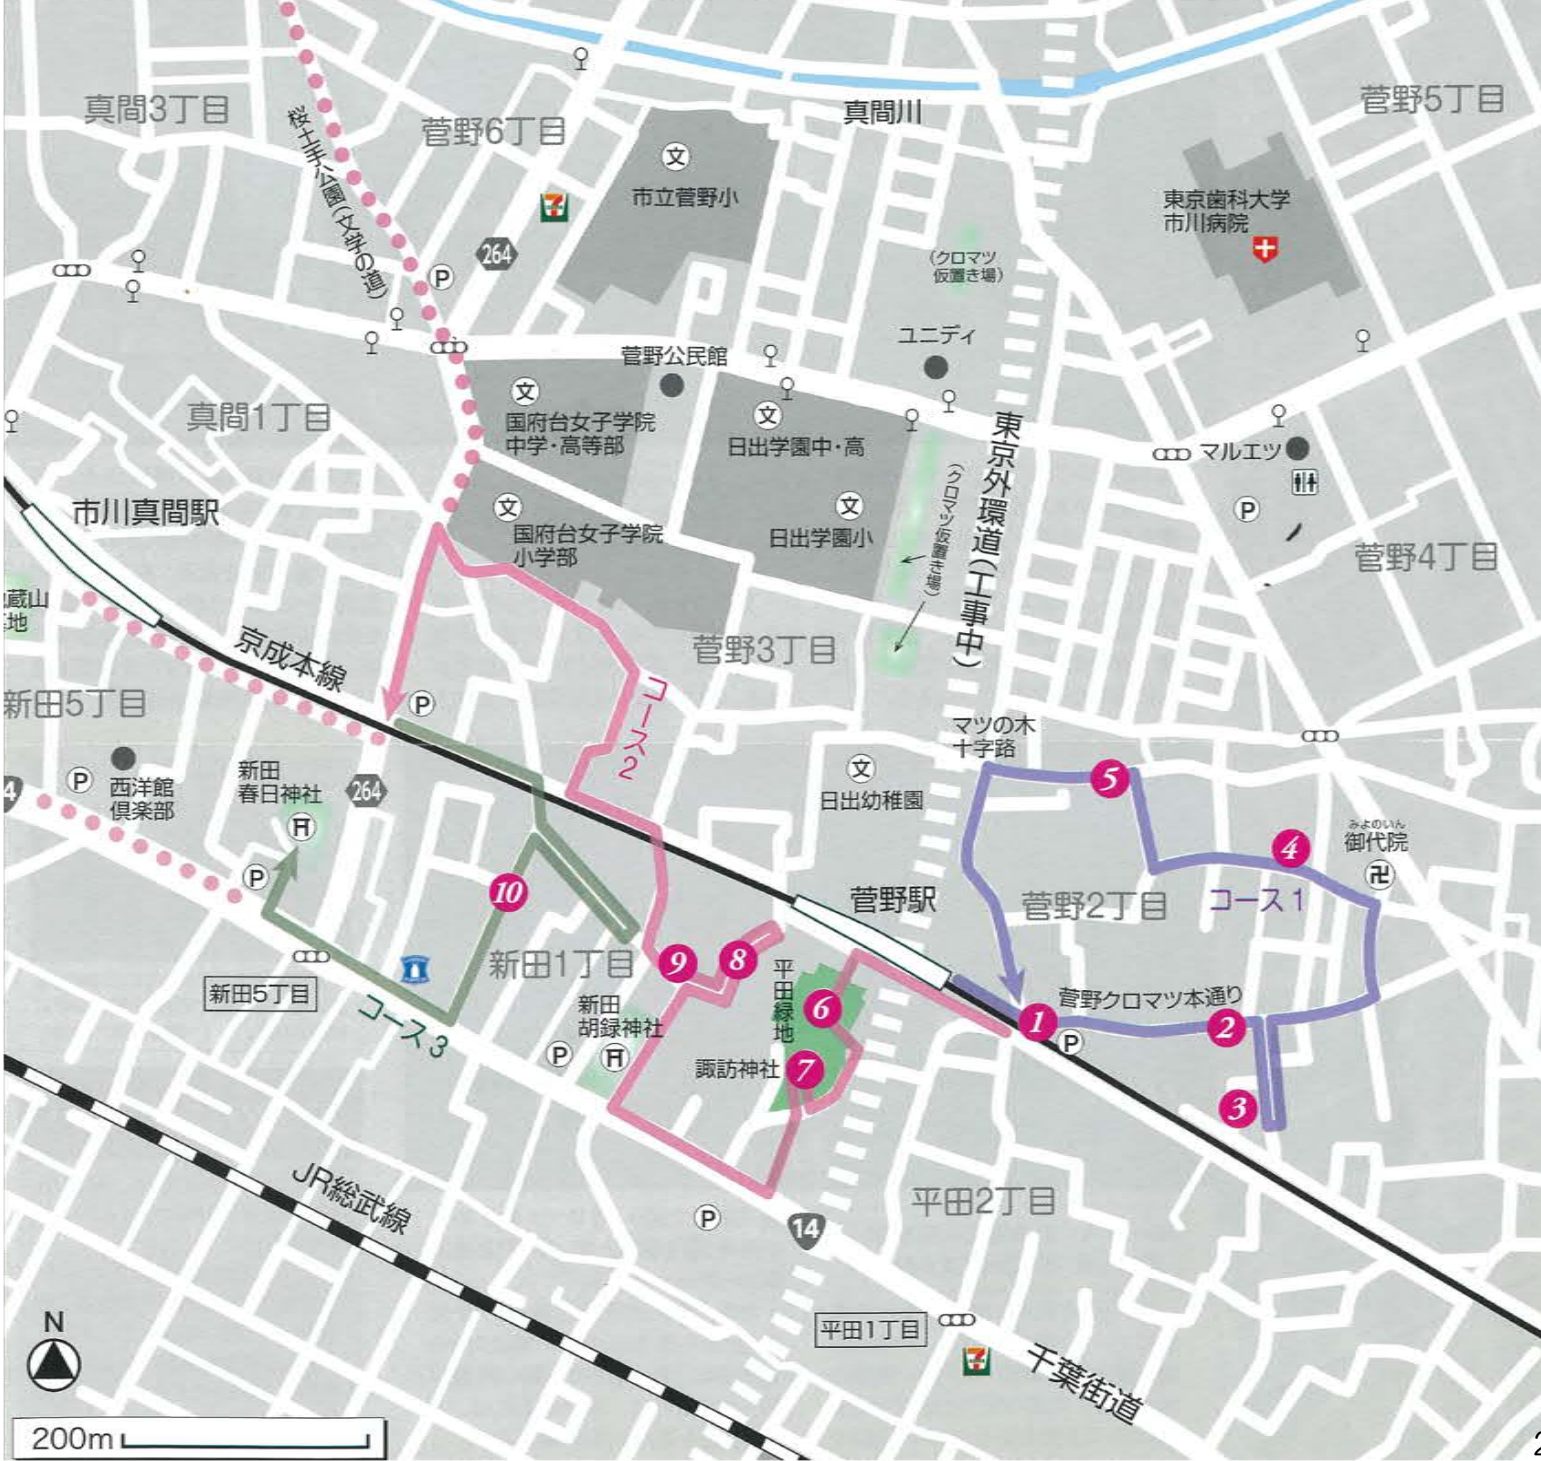 真間3丁目
桜土手公園(文学の道)
菅野6丁目
文
市立菅野小
264
P
真間川
菅野5丁目
東京歯科大学
市川病院
(クロマツ
仮置き場)
ユニディ
菅野公民館
文
国府台女子学院
中学・高等部
文
日出学園中・高
文
日出学園小
(クロマツ仮置き場)
東京外環道(工事中)
マルエツ
P
菅野4丁目
真間1丁目
市川真間駅
文
国府台女子学院
小学部
京成本線
P
新田5丁目
菅野3丁目
コース2
P
西洋館
倶楽部
新田
春日神社
264
P
文
日出幼稚園
マツの木
十字路
5
4
みよのいん
御代院
コース1
菅野2丁目
菅野駅
10
新田1丁目
9
8
平田緑地
6
1
P
菅野クロマツ本通り
2
3
新田5丁目
コース3
新田
胡録神社
P
諏訪神社
7
JR総武線
P
14
平田2丁目
平田1丁目
7
千葉街道
N
200m